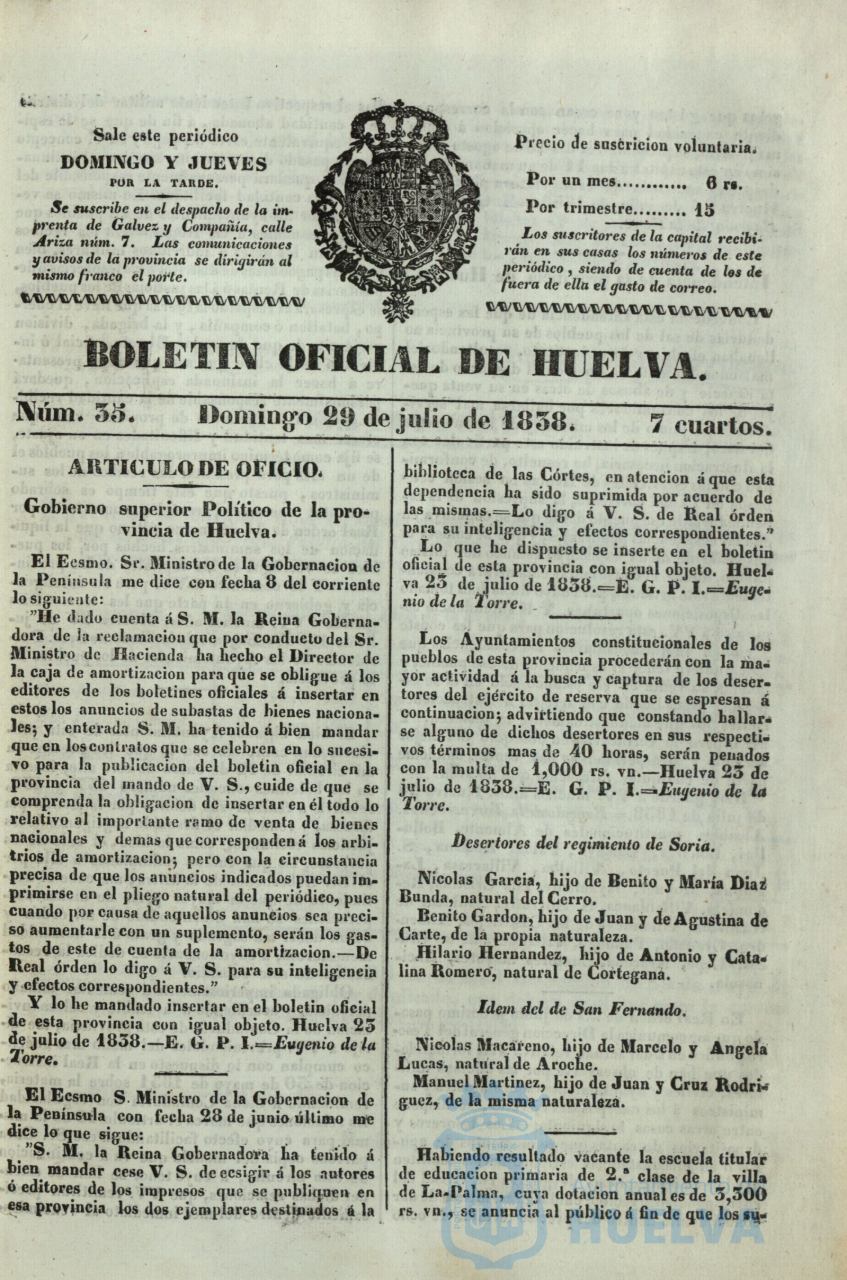 Sale este periódico
DOMINGO Y JUEVES
POR LA TARDE.
Se suscribe en el despacho de la im-
prenta de Galvez y Compañía, calle
Ariza núm. 7. Las comunicaciones
y avisos de la provincia se dirigirán al
mismo franco el porte.
Precio de suscricion voluntaria.
Por un mes............ 6 rs.
Por trimestre......... 15
Los suscritores de la capital recibi-
rán en sus casas los números de este
periódico, siendo de cuenta de los de
fuera de ella el gasto de correo.
BOLETIN OFICIAL DE HUELVA.
Núm. 35. Domingo 29 de julio de 1838. 7 cuartos.
ARTICULO DE OFICIO.
Gobierno superior Político de la pro-
vincia de Huelva.
El Ecsmo. Sr. Ministro de la Gobernacion de
la Península me dice con fecha 8 del corriente
lo siguiente:
"He dado cuenta á S. M. la Reina Goberna-
dora de la reclamacion que por conducto del Sr.
Ministro de Hacienda ha hecho el Director de
la caja de amortizacion para que se obligue á los
editores de los boletines oficiales á insertar en
estos los anuncios de subastas de bienes naciona-
les; y enterada S. M. ha tenido á bien mandar
que en los contratos que se celebren en lo sucesi-
vo para la publicacion del boletin oficial en la
provincia del mando de V. S., cuide de que se
comprenda la obligacion de insertar en él todo lo
relativo al importante ramo de venta de bienes
nacionales y demas que corresponden á los arbi-
trios de amortizacion; pero con la circunstancia
precisa de que los anuncios indicados puedan im-
primirse en el pliego natural del periódico, pues
cuando por causa de aquellos anuncios sea preci-
so aumentarle con un suplemento, serán los gas-
tos de este de cuenta de la amortizacion.—De
Real órden lo digo á V. S. para su inteligencia
y efectos correspondientes."
Y lo he mandado insertar en el boletin oficial
de esta provincia con igual objeto. Huelva 23
de julio de 1838.—E. G. P. I.=Eugenio de la
Torre.
El Ecsmo S. Ministro de la Gobernacion de
la Península con fecha 28 de junio último me
dice lo que sigue:
"S. M. la Reina Gobernadora ha tenido á
bien mandar cese V. S. de ecsigir á los autores
ó editores de los impresos que se publiquen en
esa provincia los dos ejemplares destinados á la
biblioteca de las Córtes, en atencion á que esta
dependencia ha sido suprimida por acuerdo de
las mismas.=Lo digo á V. S. de Real órden
para su inteligencia y efectos correspondientes."
Lo que he dispuesto se inserte en el boletin
oficial de esta provincia con igual objeto. Huel-
va 23 de julio de 1838.=E. G. P. I.=Euge-
nio de la Torre.
Los Ayuntamientos constitucionales de los
pueblos de esta provincia procederán con la ma-
yor actividad á la busca y captura de los deser-
tores del ejército de reserva que se espresan á
continuacion; advirtiendo que constando hallar-
se alguno de dichos desertores en sus respecti-
vos términos mas de 40 horas, serán penados
con la multa de 1,000 rs. vn.—Huelva 23 de
julio de 1838.=E. G. P. I.=Eugenio de la
Torre.
Desertores del regimiento de Soria.
Nicolas Garcia, hijo de Benito y María Diaz
Bunda, natural del Cerro.
Benito Gardon, hijo de Juan y de Agustina de
Carte, de la propia naturaleza.
Hilario Hernandez, hijo de Antonio y Cata-
lina Romero, natural de Cortegana.
Idem del de San Fernando.
Nicolas Macareno, hijo de Marcelo y Angela
Lucas, natural de Aroche.
Manuel Martinez, hijo de Juan y Cruz Rodri-
guez, de la misma naturaleza.
Habiendo resultado vacante la escuela titular
de educacion primaria de 2.ª clase de la villa
de La-Palma, cuya dotacion anual es de 3,300
rs. vn., se anuncia al público á fin de que los su-
HUELVA